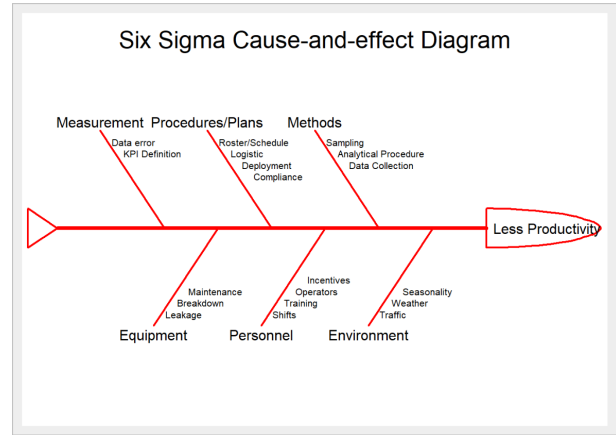 Six Sigma Cause-and-effect Diagram
Measurement
Procedures/Plans
Methods
Data error
KPI Definition
Roster/Schedule
Logistic
Deployment
Compliance
Sampling
Analytical Procedure
Data Collection
Less Productivity
Maintenance
Breakdown
Leakage
Incentives
Operators
Training
Shifts
Seasonality
Weather
Traffic
Equipment
Personnel
Environment